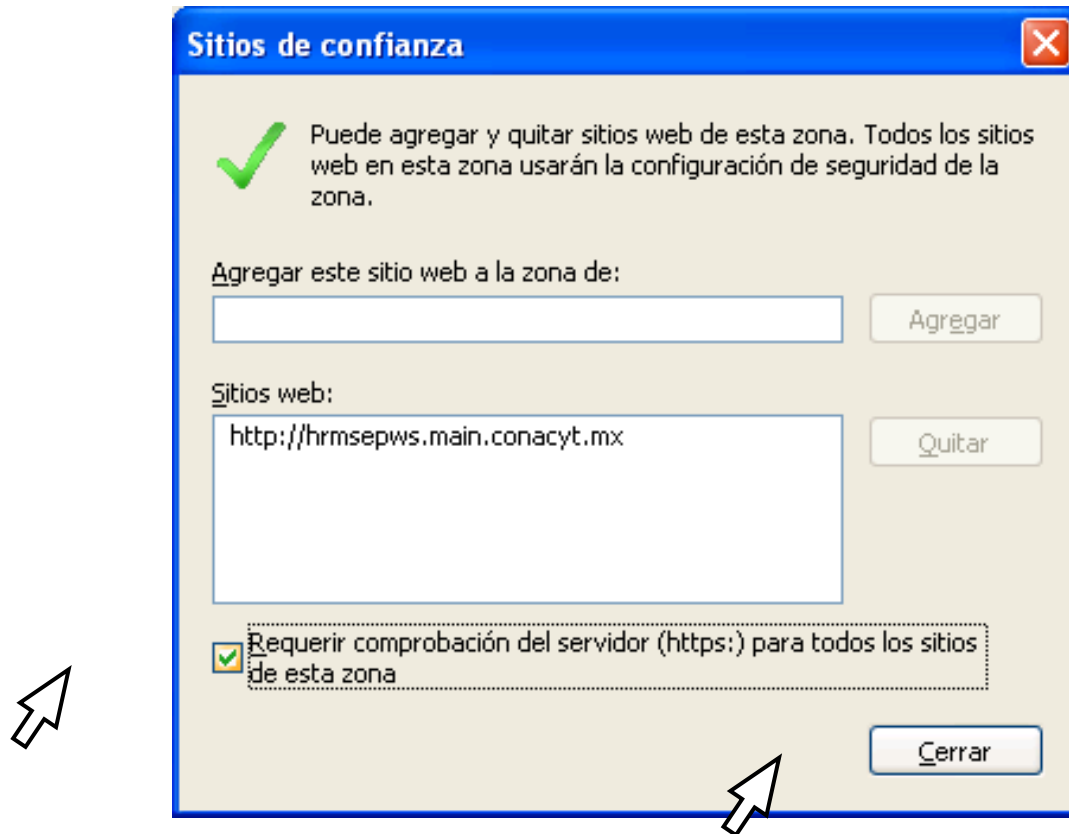 Sitios de confianza
Puede agregar y quitar sitios web de esta zona. Todos los sitios
web en esta zona usarán la configuración de seguridad de la
zona.
Agregar este sitio web a la zona de:
Agregar
Sitios web:
http://hrmsepws.main.conacyt.mx
Quitar
Requerir comprobación del servidor (https:) para todos los sitios
de esta zona
Cerrar